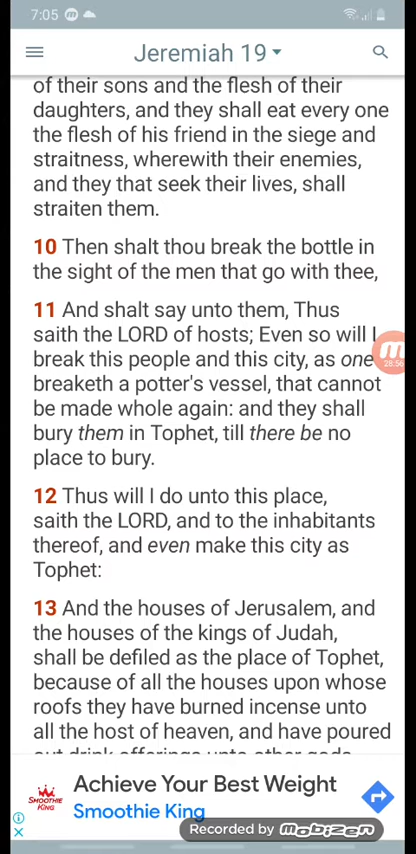 7:05
Jeremiah 19
of their sons and the flesh of their
daughters, and they shall eat every one
the flesh of his friend in the siege and
straitness, wherewith their enemies,
and they that seek their lives, shall
straiten them.
10 Then shalt thou break the bottle in
the sight of the men that go with thee,
11 And shalt say unto them, Thus
saith the LORD of hosts; Even so will I
break this people and this city, as one
breaketh a potter's vessel, that cannot
be made whole again: and they shall
bury them in Tophet, till there be no
place to bury.
28:56
12 Thus will I do unto this place,
saith the LORD, and to the inhabitants
thereof, and even make this city as
Tophet:
13 And the houses of Jerusalem, and
the houses of the kings of Judah,
shall be defiled as the place of Tophet,
because of all the houses upon whose
roofs they have burned incense unto
all the host of heaven, and have poured
out drink offerings unto other gods
Achieve Your Best Weight
SMOOTHIE KING
Smoothie King
Recorded by mobizen